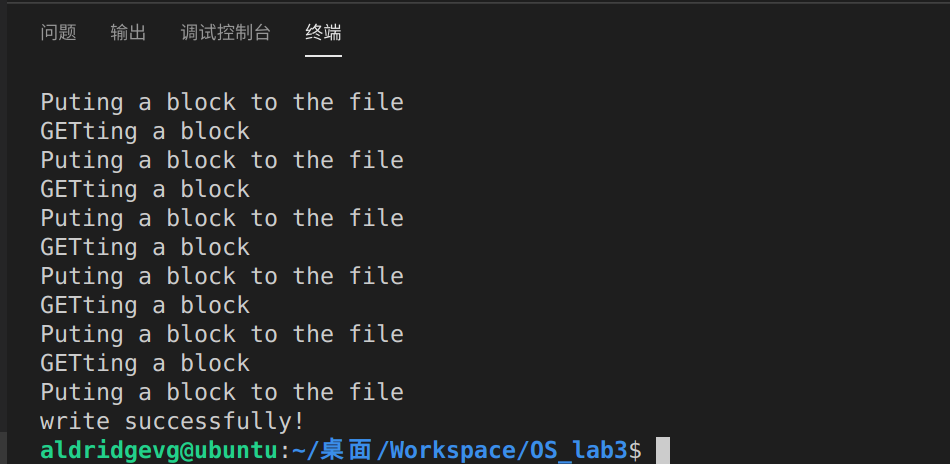 问题 输出 调试控制台 终端
Puting a block to the file
GETting a block
Puting a block to the file
GETting a block
Puting a block to the file
GETting a block
Puting a block to the file
GETting a block
Puting a block to the file
GETting a block
Puting a block to the file
write successfully!
aldridgevg@ubuntu:~/桌面/Workspace/OS_lab3$